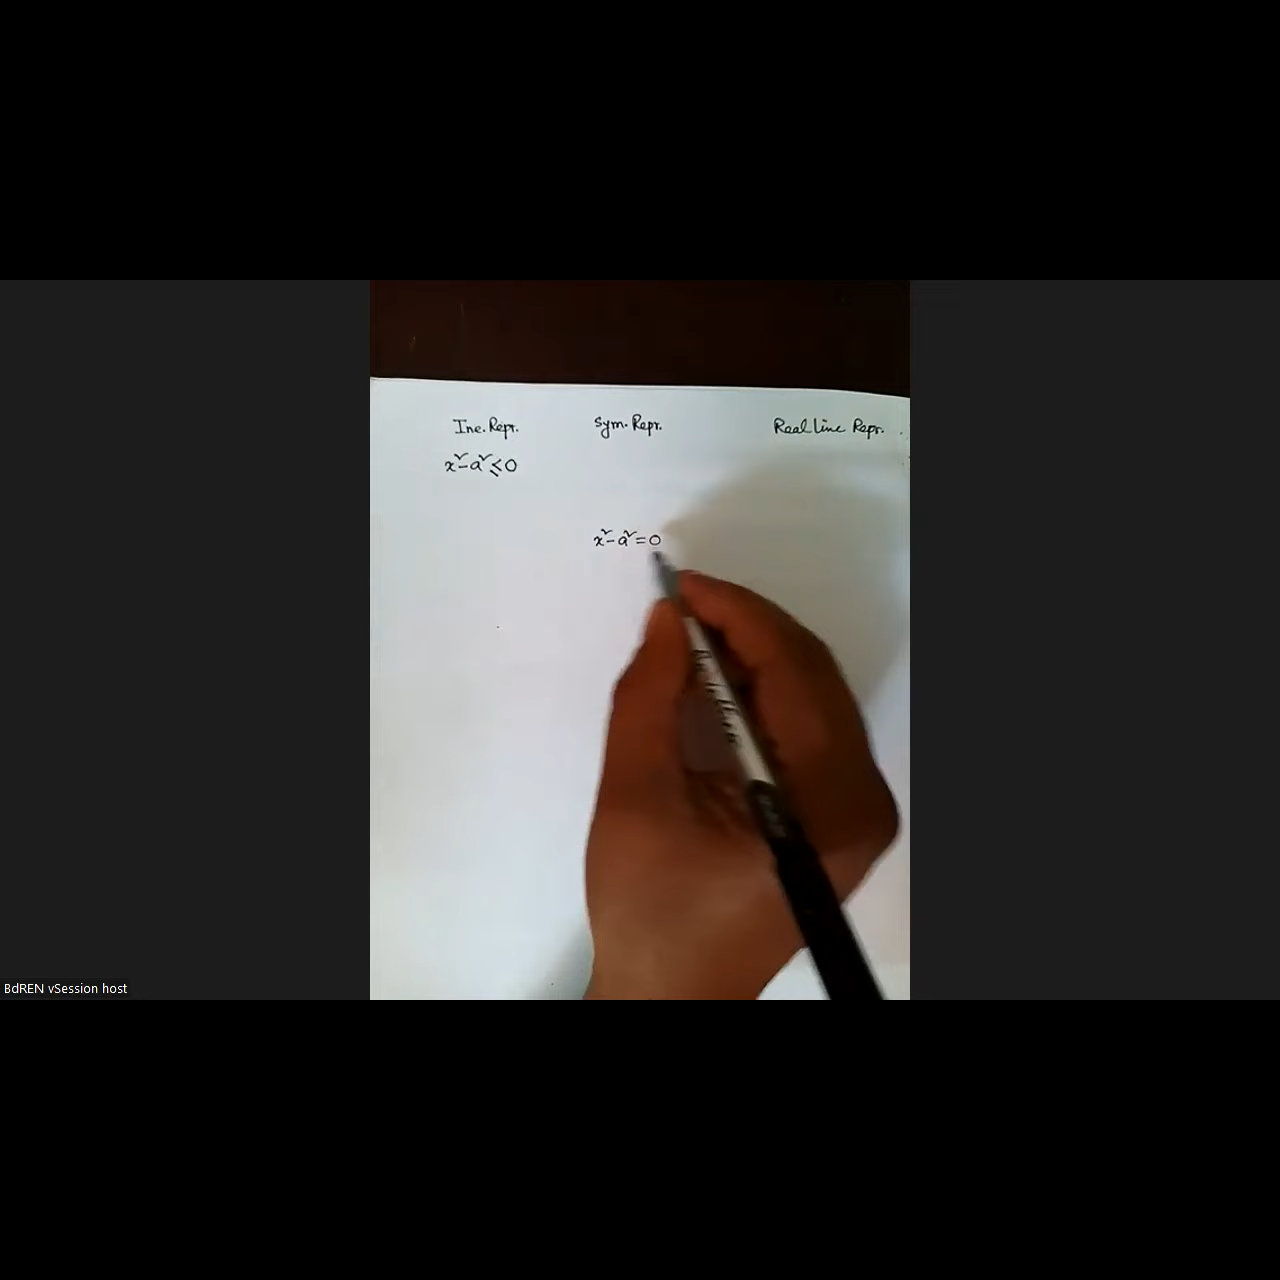 Ine. Repr. Sym. Repr. Real Line Repr.
x² - a² ≤ 0
x² - a² = 0
BdREN vSession host